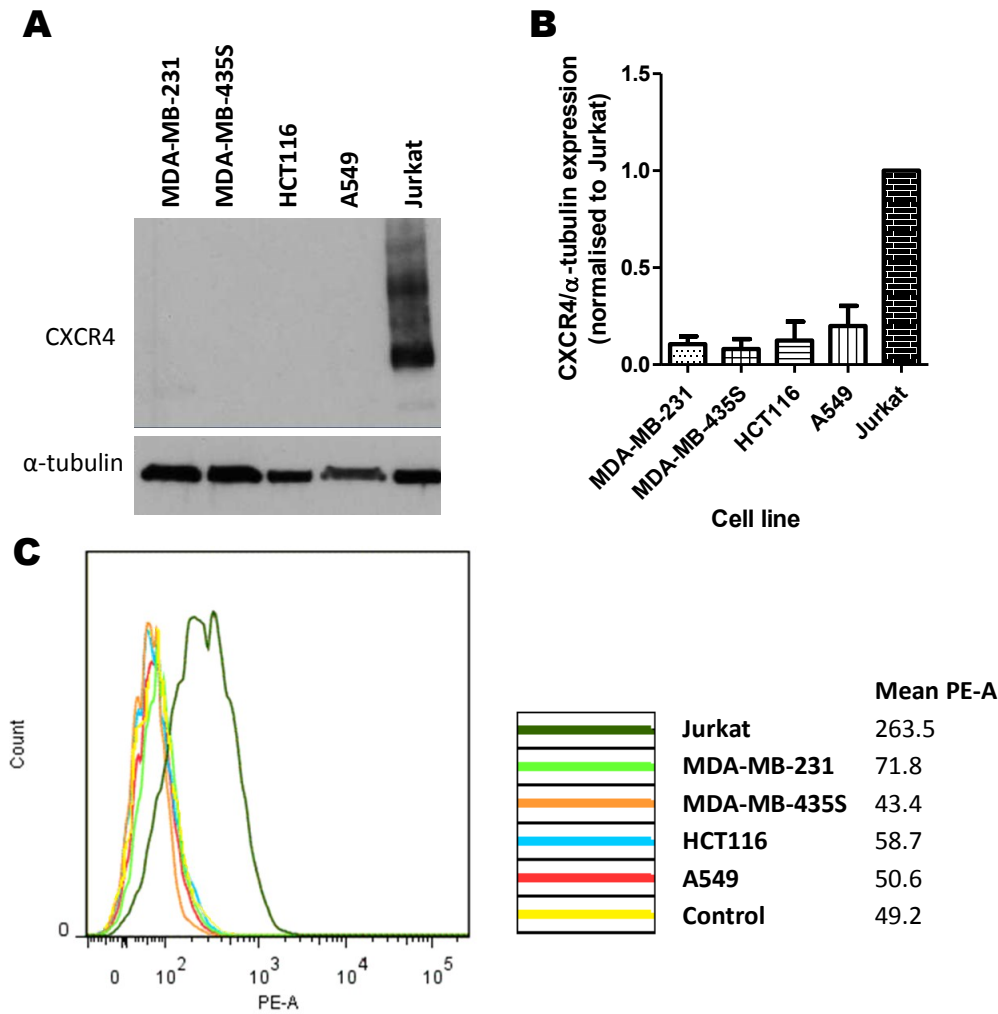 A
MDA-MB-231
MDA-MB-435S
HCT116
A549
Jurkat
CXCR4
α-tubulin
B
CXCR4/α-tubulin expression
(normalised to Jurkat)
1.5
1.0
0.5
0.0
MDA-MB-231
MDA-MB-435S
HCT116
A549
Jurkat
Cell line
C
Count
0
0 10² 10³ 10⁴ 10⁵
PE-A
Mean PE-A
Jurkat 263.5
MDA-MB-231 71.8
MDA-MB-435S 43.4
HCT116 58.7
A549 50.6
Control 49.2